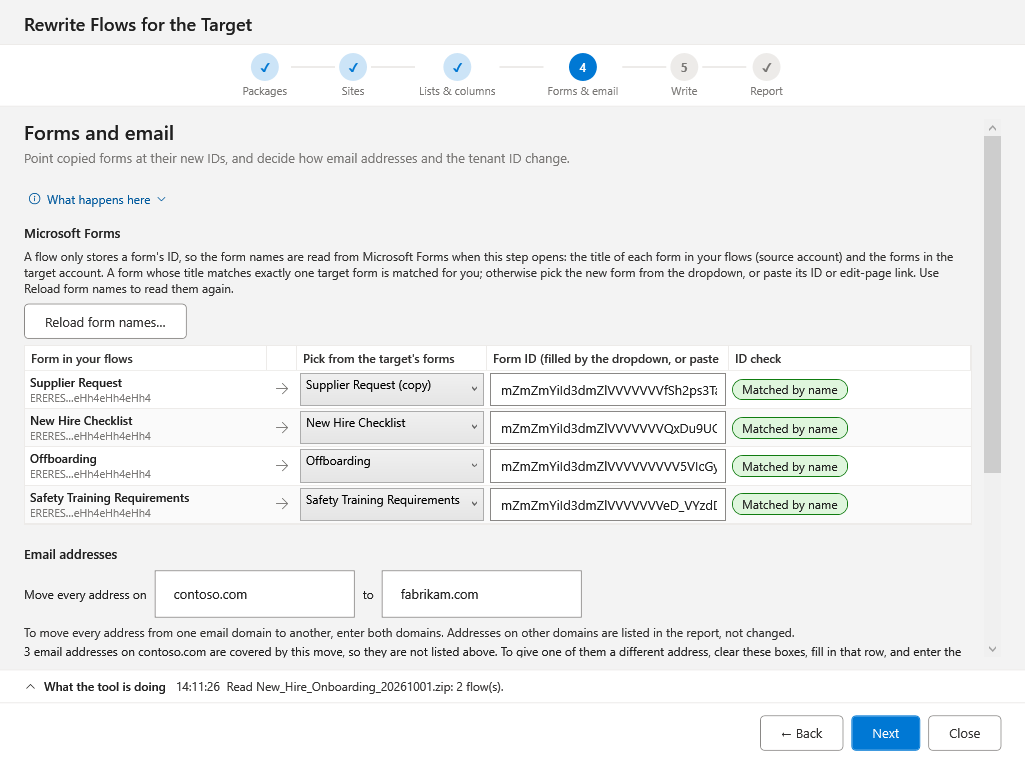 Rewrite Flows for the Target
Packages
Sites
Lists & columns
4
Forms & email
5
Write
Report
Forms and email
Point copied forms at their new IDs, and decide how email addresses and the tenant ID change.
What happens here
Microsoft Forms
A flow only stores a form's ID, so the form names are read from Microsoft Forms when this step opens: the title of each form in your flows (source account) and the forms in the
target account. A form whose title matches exactly one target form is matched for you; otherwise pick the new form from the dropdown, or paste its ID or edit-page link. Use
Reload form names to read them again.
Reload form names...
Form in your flows Pick from the target's forms Form ID (filled by the dropdown, or paste ID check
Supplier Request
ERERES...eHh4eHh4eHh4
Supplier Request (copy)
mZmZmYiId3dmZlVVVVVVVfSh2ps3Ta
Matched by name
New Hire Checklist
ERERES...eHh4eHh4eHh4
New Hire Checklist
mZmZmYiId3dmZlVVVVVVVQxDu9UC
Matched by name
Offboarding
ERERES...eHh4eHh4eHh4
Offboarding
mZmZmYiId3dmZlVVVVVVVV5VIcGy
Matched by name
Safety Training Requirements
ERERES...eHh4eHh4eHh4
Safety Training Requirements
mZmZmYiId3dmZlVVVVVVVeD_VYzdD
Matched by name
Email addresses
Move every address on contoso.com to fabrikam.com
To move every address from one email domain to another, enter both domains. Addresses on other domains are listed in the report, not changed.
3 email addresses on contoso.com are covered by this move, so they are not listed above. To give one of them a different address, clear these boxes, fill in that row, and enter the
What the tool is doing 14:11:26 Read New_Hire_Onboarding_20261001.zip: 2 flow(s).
← Back
Next
Close